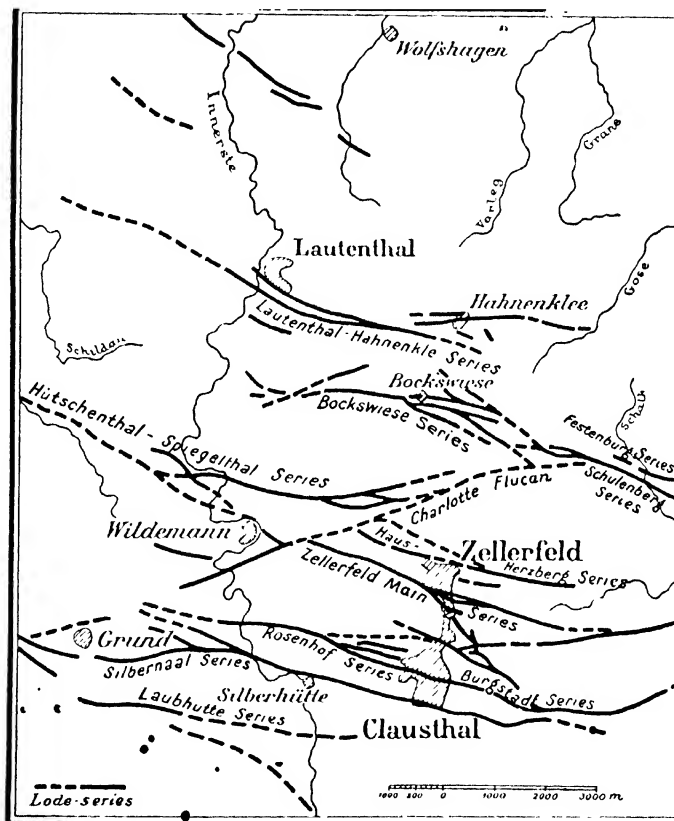 Wolfshagen
Innerste
Varleg
Grane
Lautenthal
Gose
Hahnenklee
Lautenthal-Hahnenkle Series
Schildau
Bockswiese
Bockswiese Series
Schalk
Festenburg Series
Schulenberg Series
Hütschenthal-Spiegelthal Series
Charlotte Flucan
Wildemann
Haus-Herzberg Series
Zellerfeld
Zellerfeld Main Series
Grund
Rosenhof Series
Silbernaal Series
Burgstadt Series
Silberhütte
Laubhutte Series
Clausthal
Lode-series
1000 500 0 1000 2000 3000 m